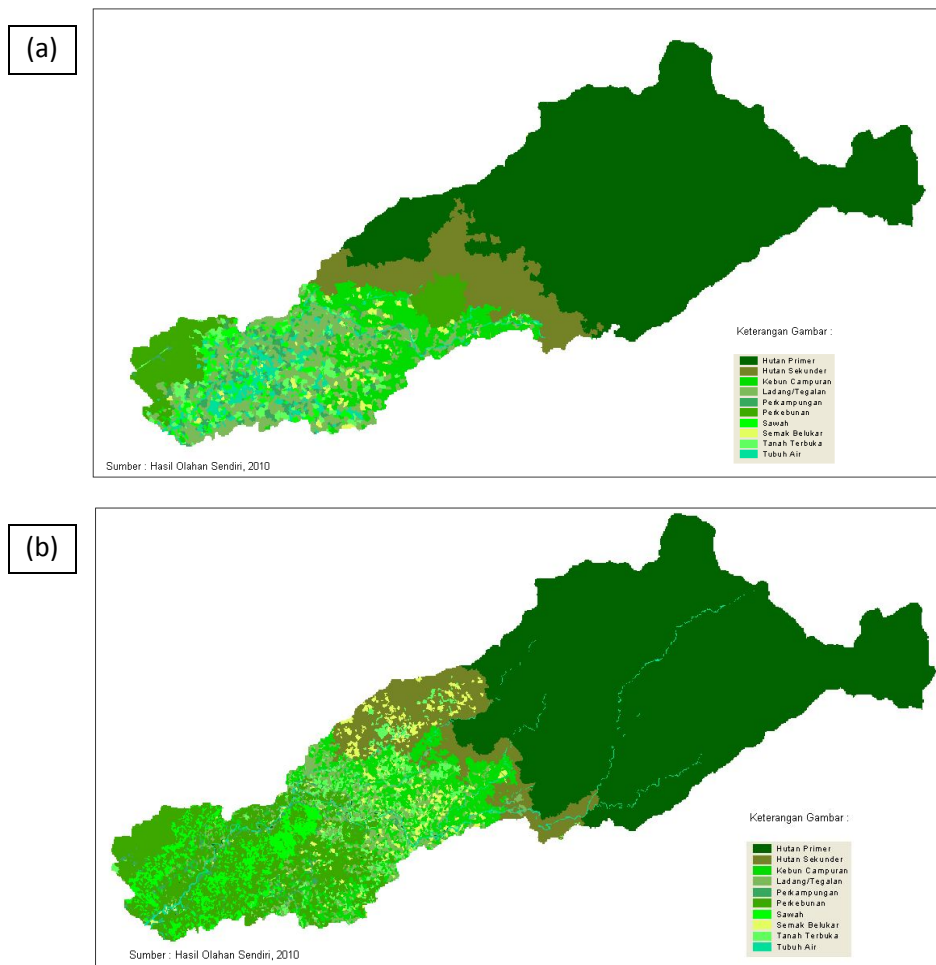 (a)
Keterangan Gambar :
Hutan Primer
Hutan Sekunder
Kebun Campuran
Ladang/Tegalan
Perkampungan
Perkebunan
Sawah
Semak Belukar
Tanah Terbuka
Tubuh Air
Sumber : Hasil Olahan Sendiri, 2010
(b)
Keterangan Gambar :
Hutan Primer
Hutan Sekunder
Kebun Campuran
Ladang/Tegalan
Perkampungan
Perkebunan
Sawah
Semak Belukar
Tanah Terbuka
Tubuh Air
Sumber : Hasil Olahan Sendiri, 2010